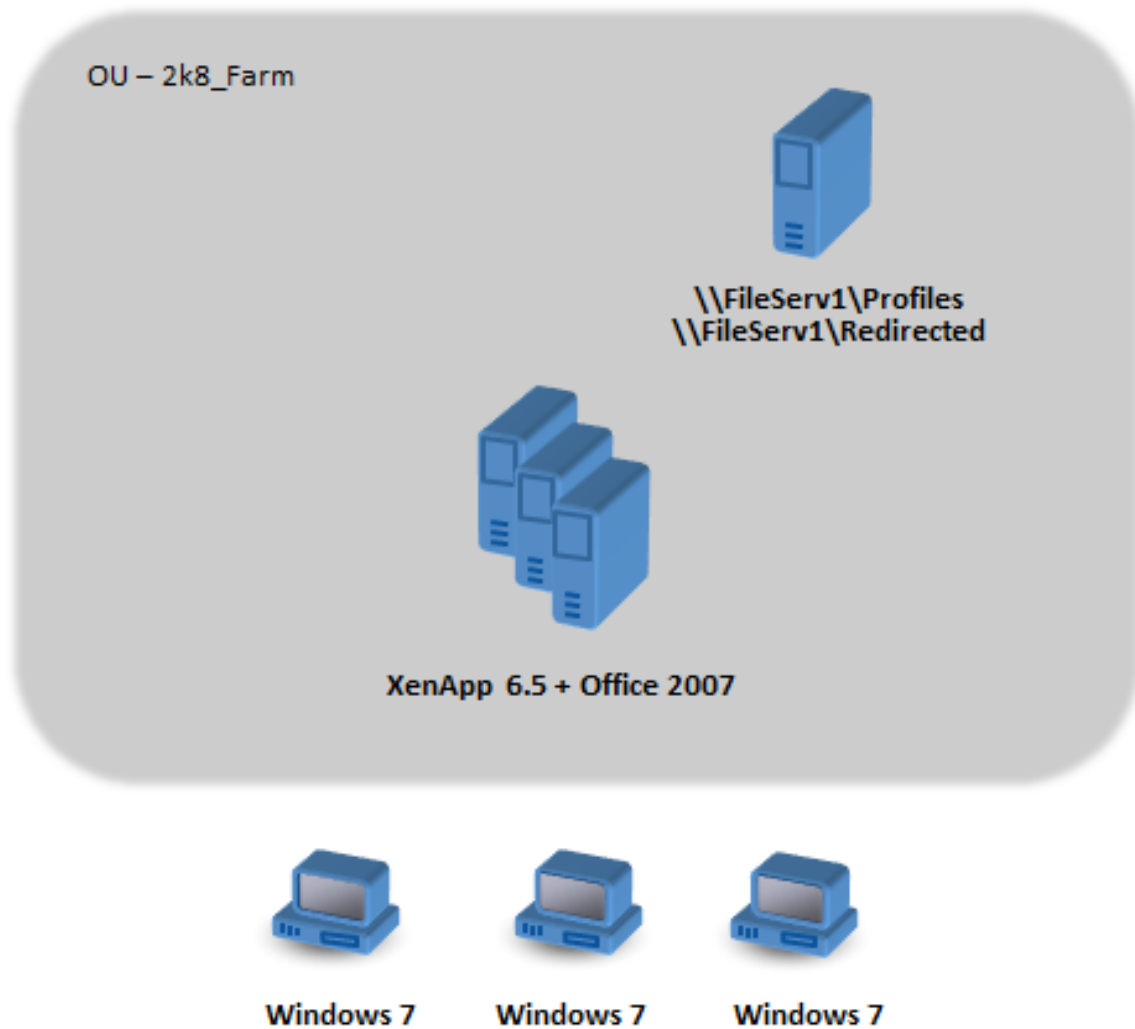 OU – 2k8_Farm
\\FileServ1\Profiles
\\FileServ1\Redirected
XenApp 6.5 + Office 2007
Windows 7
Windows 7
Windows 7